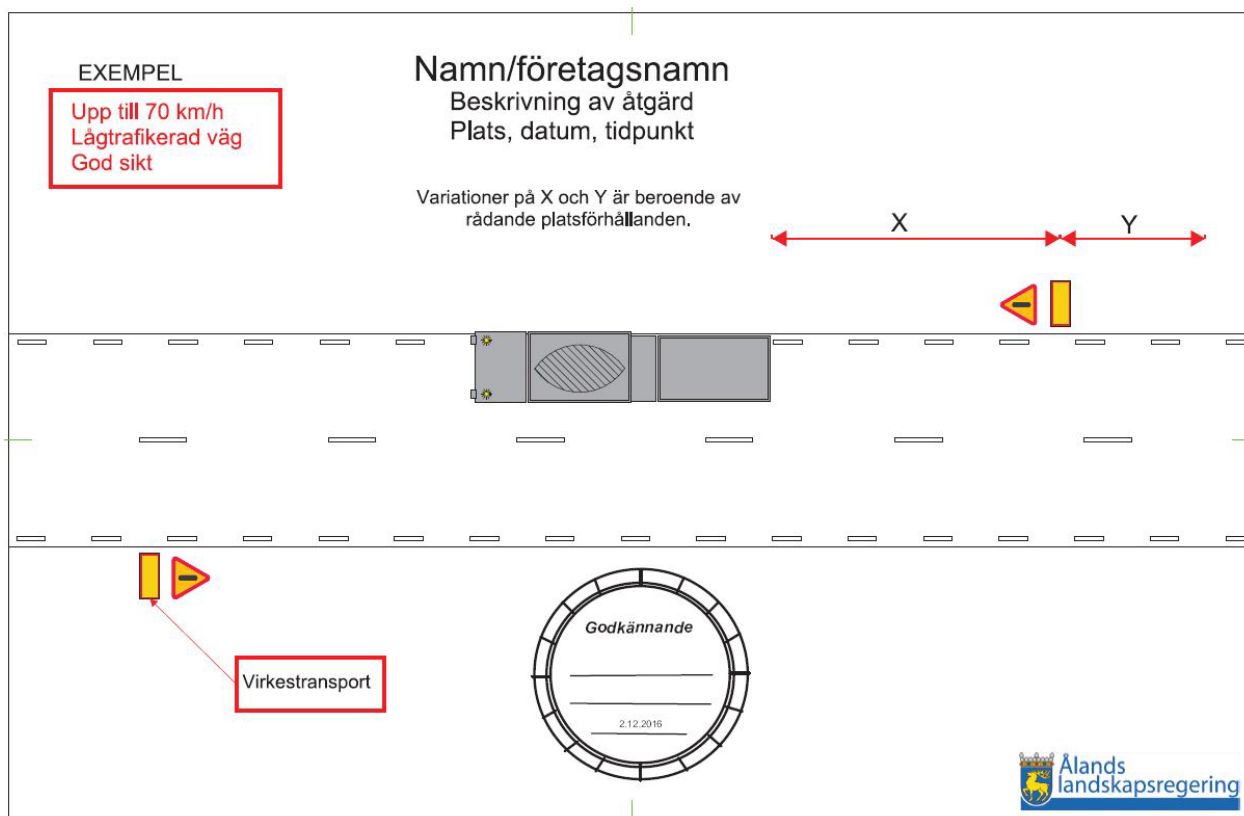 EXEMPEL
Upp till 70 km/h
Lågtrafikerad väg
God sikt
Namn/företagsnamn
Beskrivning av åtgärd
Plats, datum, tidpunkt
Variationer på X och Y är beroende av
rådande platsförhållanden.
X
Y
Virkestransport
Godkännande
2.12.2016
Ålands
landskapsregering